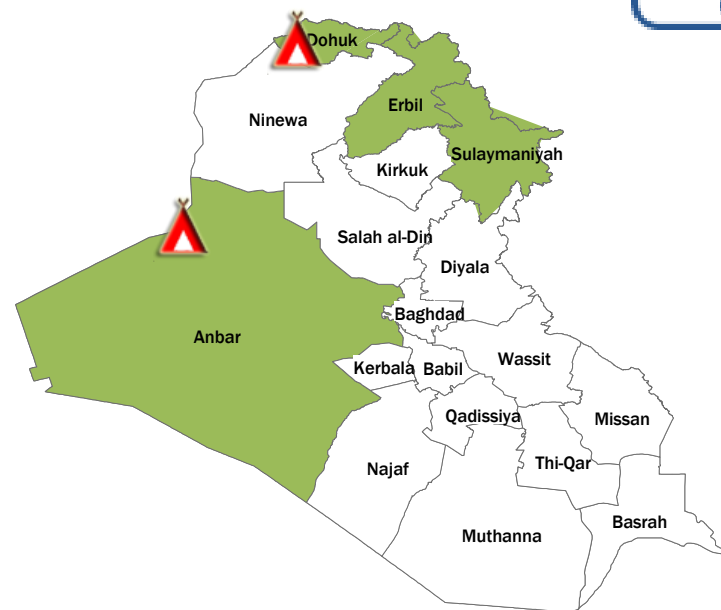 Dohuk
Erbil
Ninewa
Sulaymaniyah
Kirkuk
Salah al-Din
Diyala
Baghdad
Anbar
Wassit
Kerbala
Babil
Qadissiya
Missan
Thi-Qar
Najaf
Basrah
Muthanna